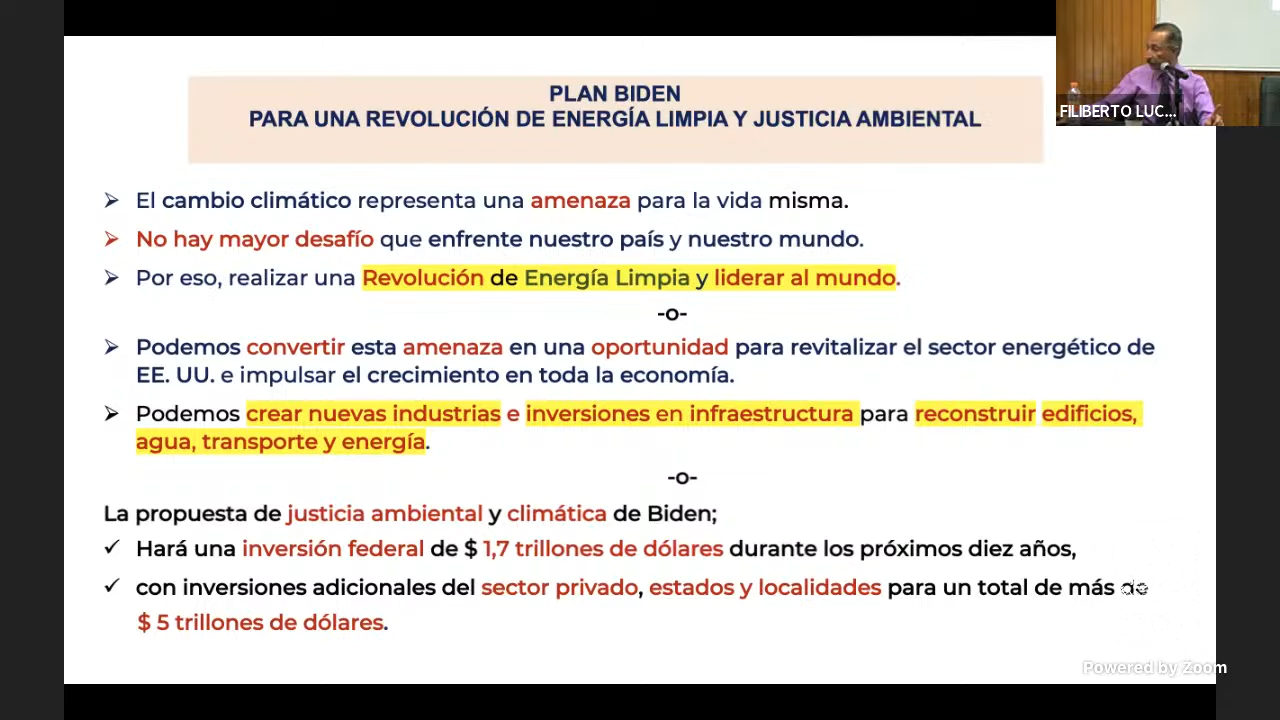 PLAN BIDEN
PARA UNA REVOLUCIÓN DE ENERGÍA LIMPIA Y JUSTICIA AMBIENTAL
FILIBERTO LUC...
➢ El cambio climático representa una amenaza para la vida misma.
➢ No hay mayor desafío que enfrente nuestro país y nuestro mundo.
➢ Por eso, realizar una Revolución de Energía Limpia y liderar al mundo.
-o-
➢ Podemos convertir esta amenaza en una oportunidad para revitalizar el sector energético de
EE. UU. e impulsar el crecimiento en toda la economía.
➢ Podemos crear nuevas industrias e inversiones en infraestructura para reconstruir edificios,
agua, transporte y energía.
-o-
La propuesta de justicia ambiental y climática de Biden;
✓ Hará una inversión federal de $ 1,7 trillones de dólares durante los próximos diez años,
✓ con inversiones adicionales del sector privado, estados y localidades para un total de más de
$ 5 trillones de dólares.
Powered by Zoom